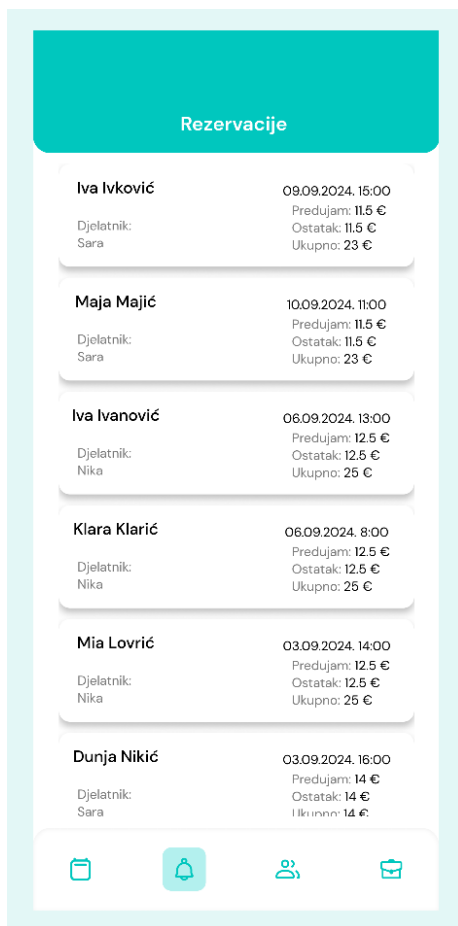 Rezervacije
Iva Ivković
09.09.2024. 15:00
Predujam: 11.5 €
Djelatnik:
Ostatak: 11.5 €
Sara
Ukupno: 23 €
Maja Majić
10.09.2024. 11:00
Predujam: 11.5 €
Djelatnik:
Ostatak: 11.5 €
Sara
Ukupno: 23 €
Iva Ivanović
06.09.2024. 13:00
Predujam: 12.5 €
Djelatnik:
Ostatak: 12.5 €
Nika
Ukupno: 25 €
Klara Klarić
06.09.2024. 8:00
Predujam: 12.5 €
Djelatnik:
Ostatak: 12.5 €
Nika
Ukupno: 25 €
Mia Lovrić
03.09.2024. 14:00
Predujam: 12.5 €
Djelatnik:
Ostatak: 12.5 €
Nika
Ukupno: 25 €
Dunja Nikić
03.09.2024. 16:00
Predujam: 14 €
Djelatnik:
Ostatak: 14 €
Sara
Ukupno: 14 €